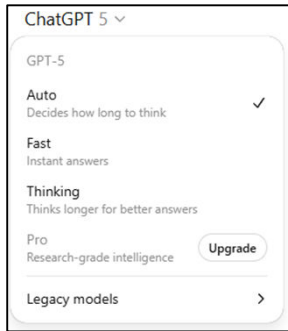 ChatGPT 5
GPT-5
Auto
Decides how long to think
Fast
Instant answers
Thinking
Thinks longer for better answers
Pro
Research-grade intelligence
Upgrade
Legacy models